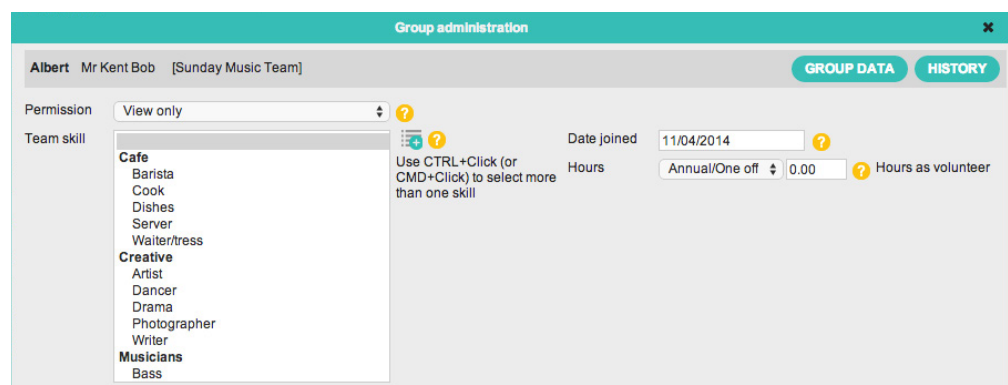 Group administration
Albert Mr Kent Bob [Sunday Music Team] GROUP DATA HISTORY
Permission View only ?
Team skill
Cafe
Barista
Cook
Dishes
Server
Waiter/tress
Creative
Artist
Dancer
Drama
Photographer
Writer
Musicians
Bass
?
Use CTRL+Click (or
CMD+Click) to select more
than one skill
Date joined 11/04/2014 ?
Hours Annual/One off 0.00 ? Hours as volunteer